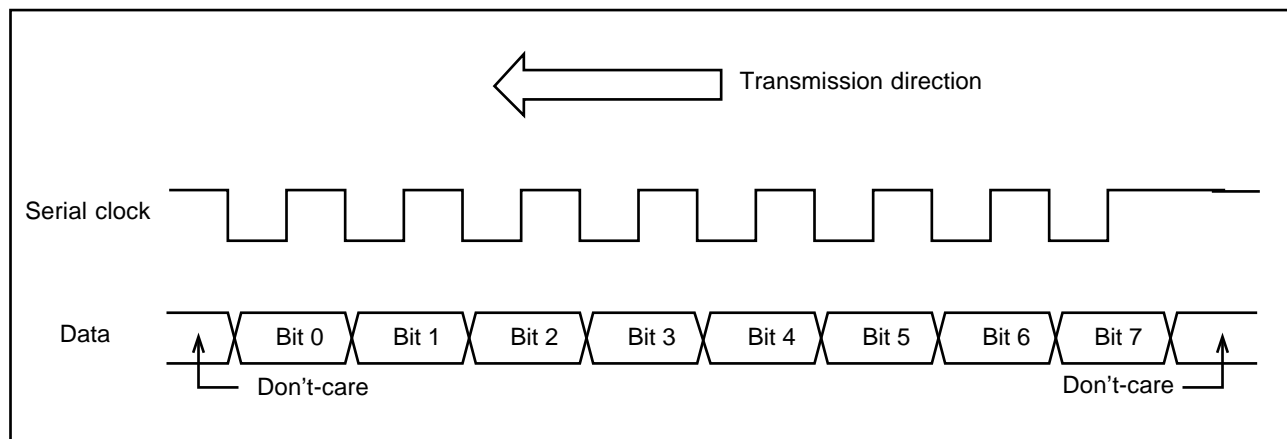 Transmission direction
Serial clock
Data
Bit 0
Bit 1
Bit 2
Bit 3
Bit 4
Bit 5
Bit 6
Bit 7
Don't-care
Don't-care